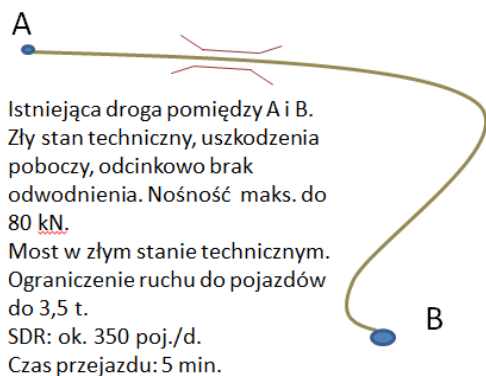 A
Istniejąca droga pomiędzy A i B.
Zły stan techniczny, uszkodzenia
poboczy, odcinkowo brak
odwodnienia. Nośność maks. do
80 kN.
Most w złym stanie technicznym.
Ograniczenie ruchu do pojazdów
do 3,5 t.
SDR: ok. 350 poj./d.
Czas przejazdu: 5 min.
B